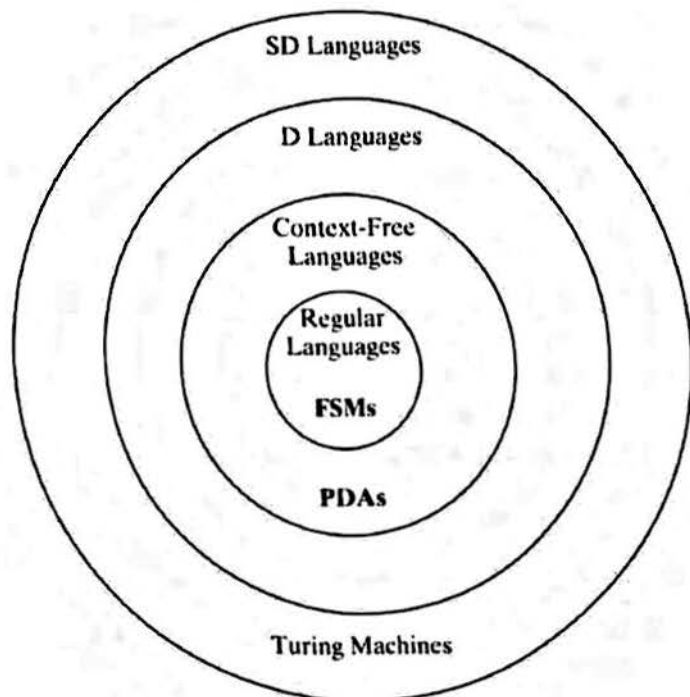 SD Languages
D Languages
Context-Free
Languages
Regular
Languages
FSMs
PDAs
Turing Machines